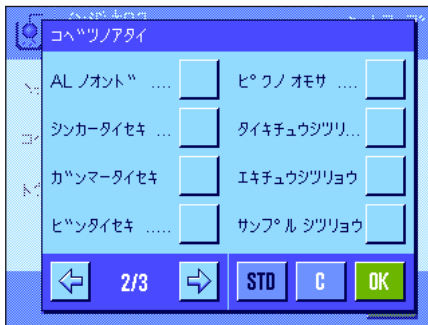 コヘ゛ツノアタイ
AL ノオント゛ ....
ヒ゜クノ オモサ ....
シンカータイセキ ...
タイキチュウシツリ...
カ゛ンマータイセキ
エキチュウシツリョウ
ヒ゛ンタイセキ .....
サンフ゜ル シツリョウ
2/3
STD
C
OK